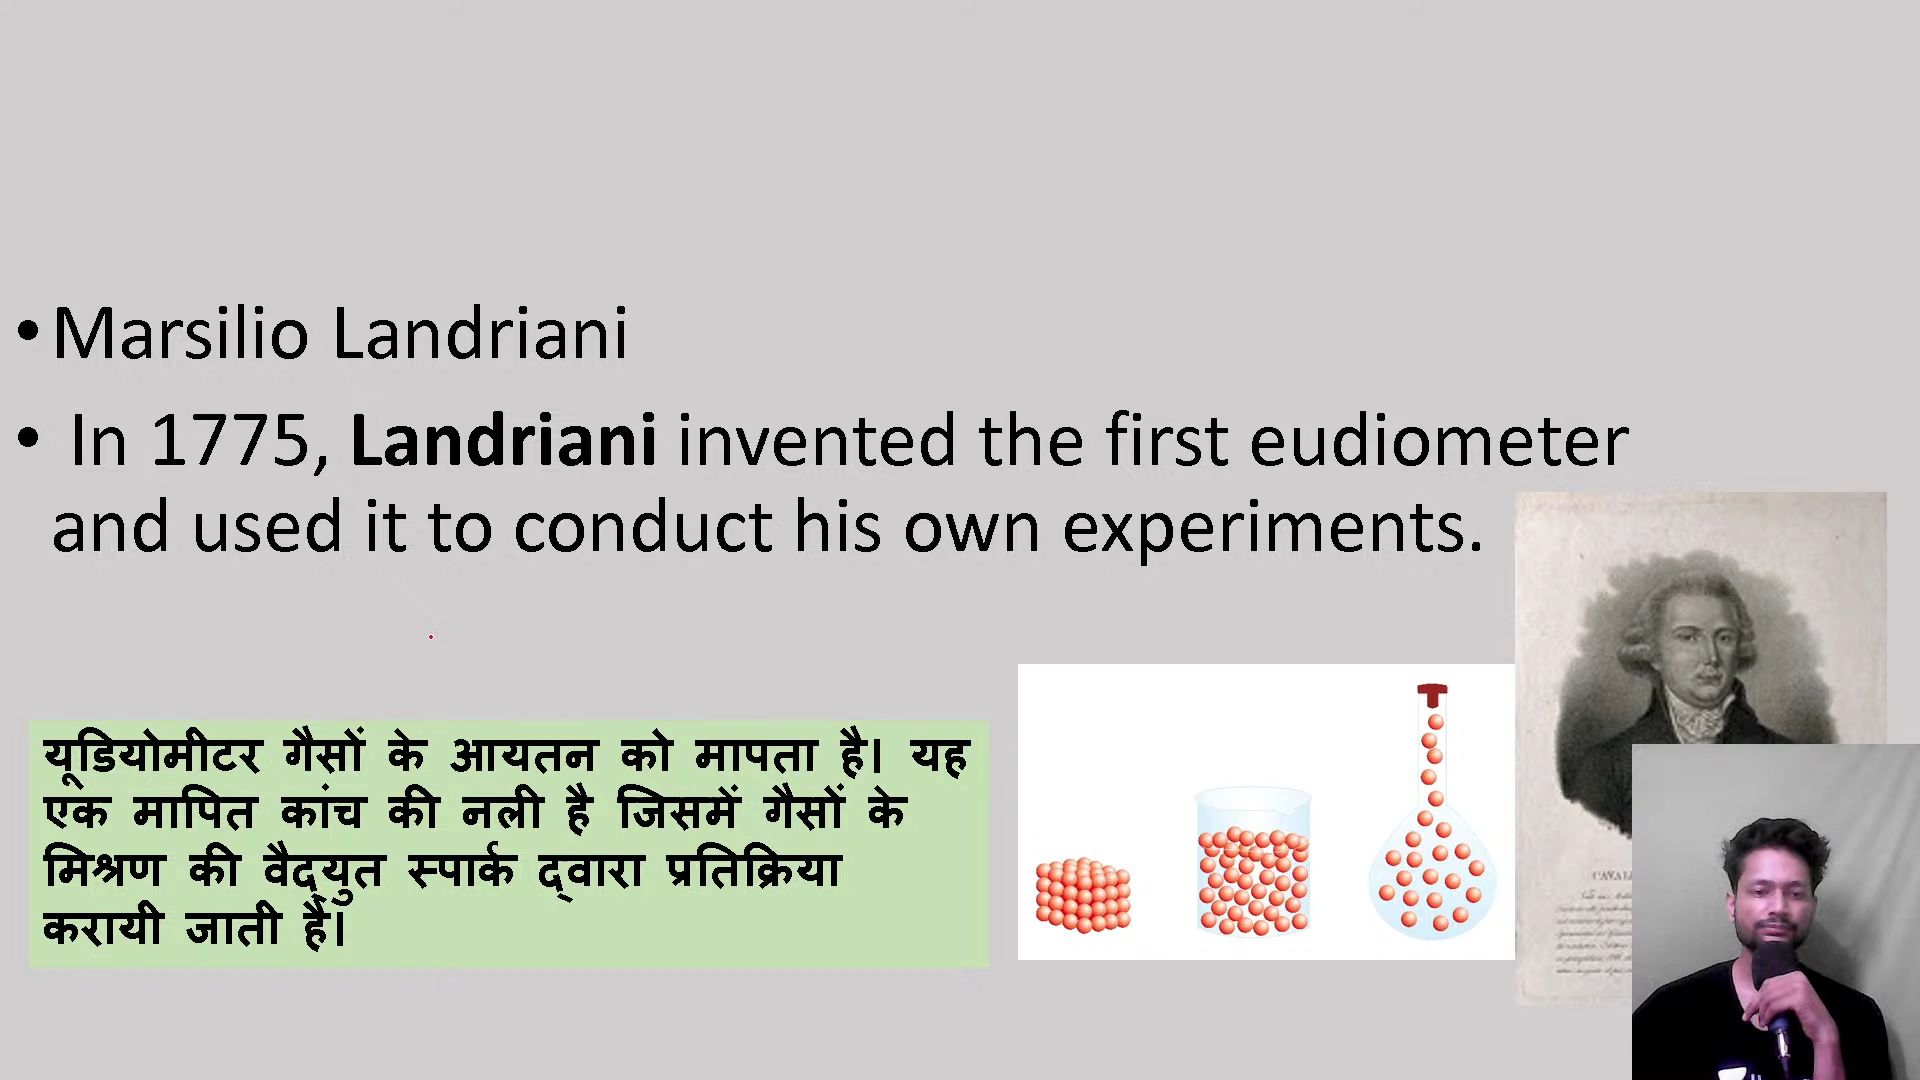 • Marsilio Landriani
• In 1775, Landriani invented the first eudiometer
and used it to conduct his own experiments.
यूडियोमीटर गैसों के आयतन को मापता है। यह
एक मापित कांच की नली है जिसमें गैसों के
मिश्रण की वैद्युत स्पार्क द्वारा प्रतिक्रिया
करायी जाती हैं।